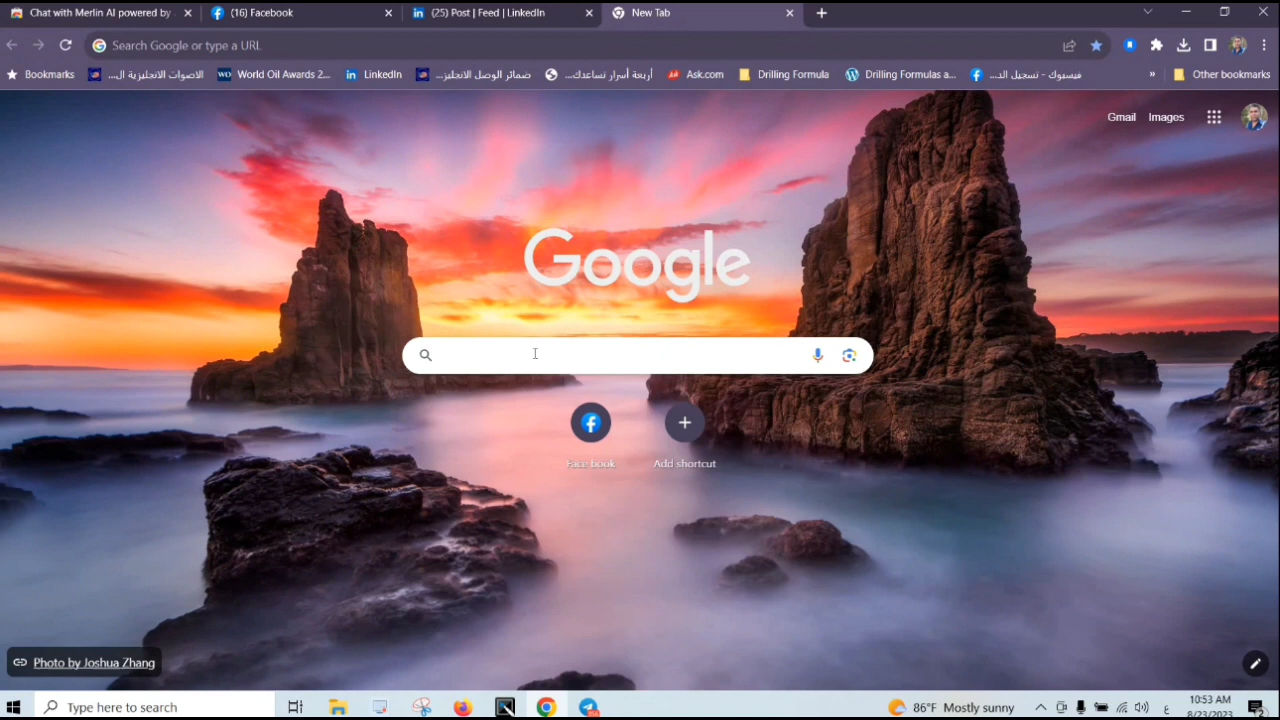 Chat with Merlin AI powered by
(16) Facebook
(25) Post | Feed | LinkedIn
New Tab
Search Google or type a URL
Bookmarks
الاصوات الانجليزية ال...
World Oil Awards 2...
LinkedIn
ضمائر الوصل الانجليز...
أربعة أسرار تساعدك...
Ask.com
Drilling Formula
Drilling Formulas a...
فيسبوك - تسجيل الد...
»
Other bookmarks
Gmail
Images
Google
Face book
Add shortcut
Photo by Joshua Zhang
Type here to search
86°F Mostly sunny
ع
10:53 AM
8/23/2023
2